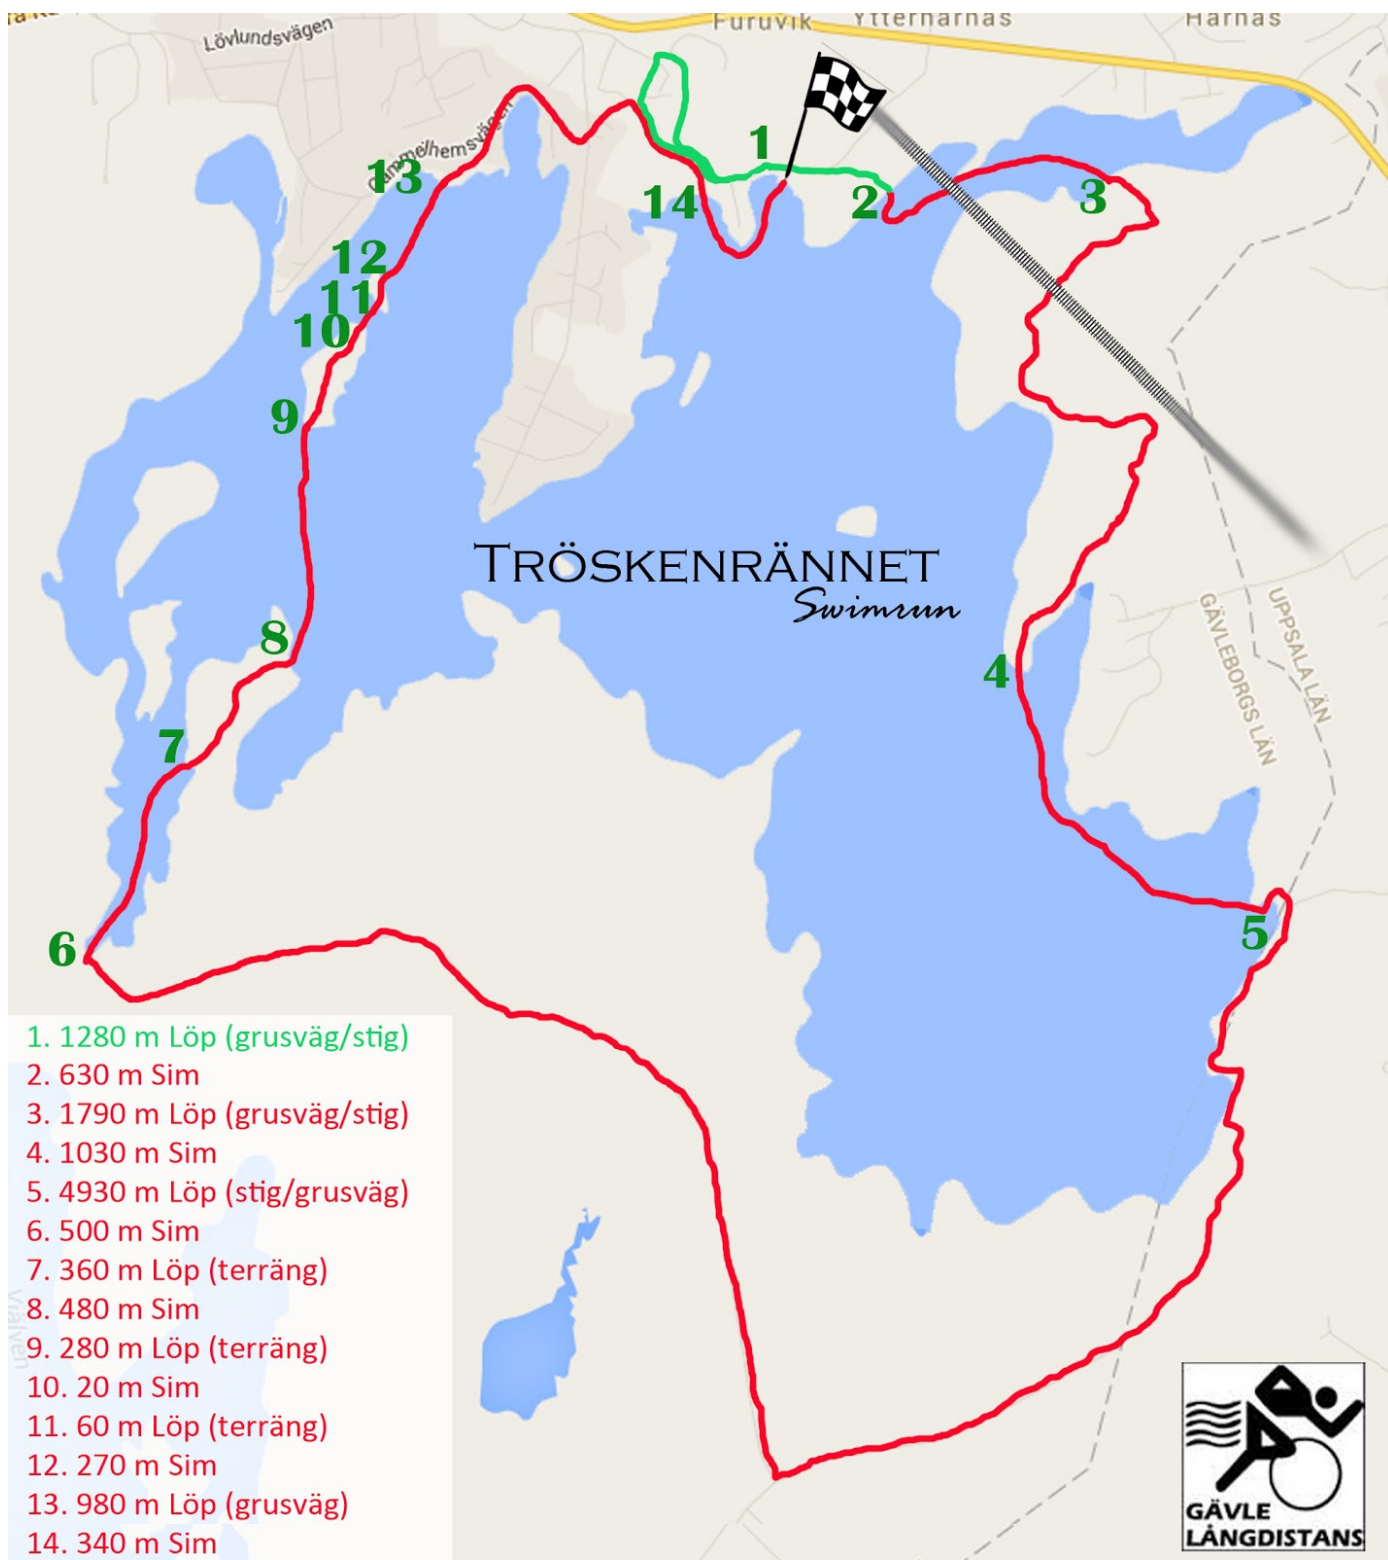 Furuvik
Ytterharnäs
Harnäs
Lövlundsvägen
Gammelhemsvägen
1
2
3
13
14
12
11
10
9
TRÖSKENRÄNNET
Swimrun
UPPSALA LÄN
GÄVLEBORGS LÄN
8
4
7
5
6
1. 1280 m Löp (grusväg/stig)
2. 630 m Sim
3. 1790 m Löp (grusväg/stig)
4. 1030 m Sim
5. 4930 m Löp (stig/grusväg)
6. 500 m Sim
7. 360 m Löp (terräng)
8. 480 m Sim
9. 280 m Löp (terräng)
10. 20 m Sim
11. 60 m Löp (terräng)
12. 270 m Sim
13. 980 m Löp (grusväg)
14. 340 m Sim
GÄVLE
LÅNGDISTANS